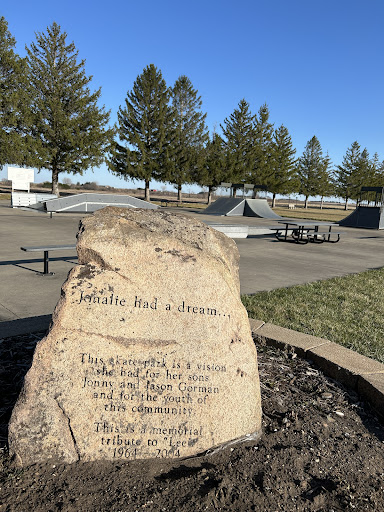 Jonalie had a dream...
This skate park is a vision
she had for her sons
Jonny and Jason Gorman
and for the youth of
this community.
This is a memorial
tribute to "Lee"
1964 - 2004